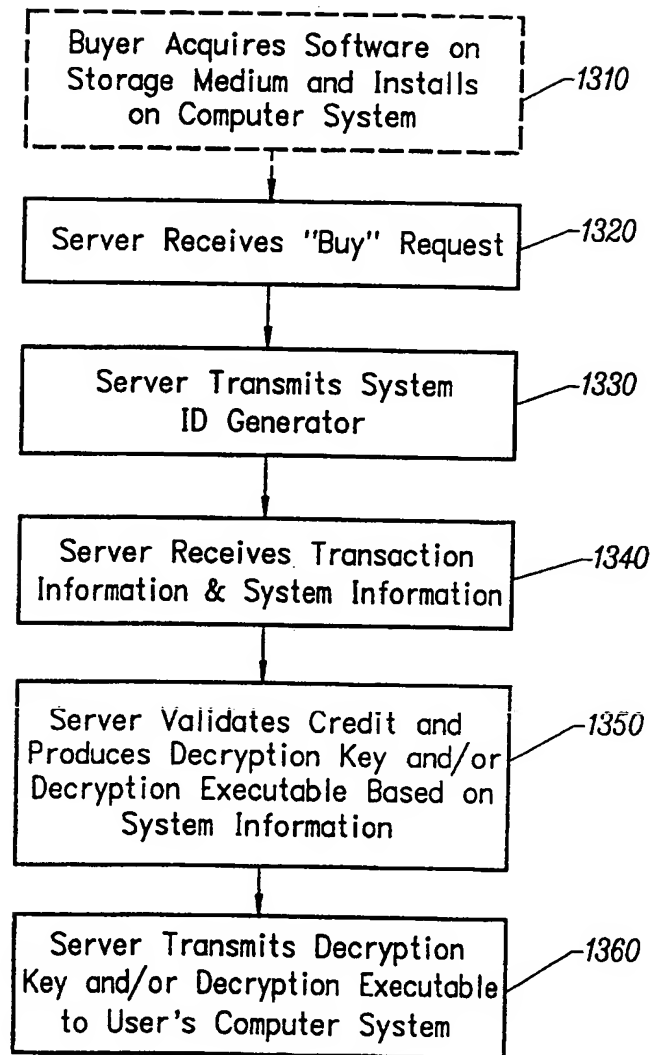 Buyer Acquires Software on
Storage Medium and Installs
on Computer System
1310
Server Receives "Buy" Request
1320
Server Transmits System
ID Generator
1330
Server Receives Transaction
Information & System Information
1340
Server Validates Credit and
Produces Decryption Key and/or
Decryption Executable Based on
System Information
1350
Server Transmits Decryption
Key and/or Decryption Executable
to User's Computer System
1360